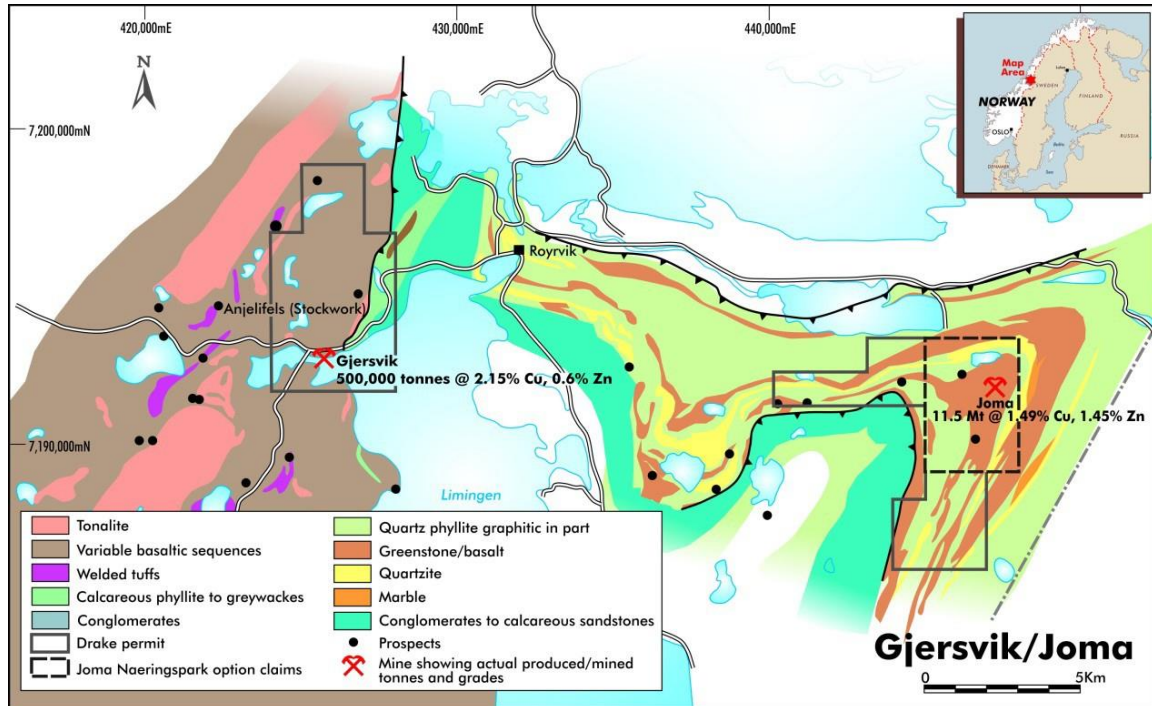 420,000mE
430,000mE
440,000mE
N
7,200,000mN
7,190,000mN
Map
Area
NORWAY
SWEDEN
FINLAND
OSLO
RUSSIA
DENMARK
Baltic
Sea
Royrvik
Anjelifels (Stockwork)
Gjersvik
500,000 tonnes @ 2.15% Cu, 0.6% Zn
Joma
11.5 Mt @ 1.49% Cu, 1.45% Zn
Limingen
Tonalite
Variable basaltic sequences
Welded tuffs
Calcareous phyllite to greywackes
Conglomerates
Drake permit
Joma Naeringspark option claims
Quartz phyllite graphitic in part
Greenstone/basalt
Quartzite
Marble
Conglomerates to calcareous sandstones
Prospects
Mine showing actual produced/mined
tonnes and grades
Gjersvik/Joma
0
5Km